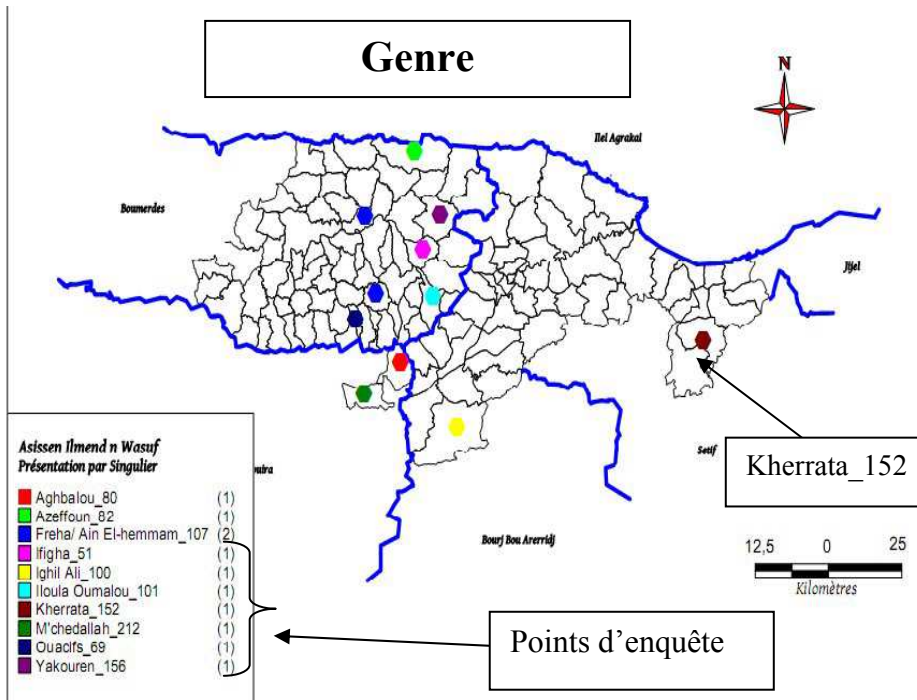 Genre
N
Ilel Agrakal
Boumerdes
Jijel
Asissen Ilmend n Wasuf
Présentation par Singulier
ouira
Aghbalou_80 (1)
Azeffoun_82 (1)
Freha/ Ain El-hemmam_107 (2)
Ifigha_51 (1)
Ighil Ali_100 (1)
Iloula Oumalou_101 (1)
Kherrata_152 (1)
M'chedallah_212 (1)
Ouacifs_69 (1)
Yakouren_156 (1)
Setif
Kherrata_152
Bourj Bou Arerridj
12,5 0 25
Kilomètres
Points d'enquête